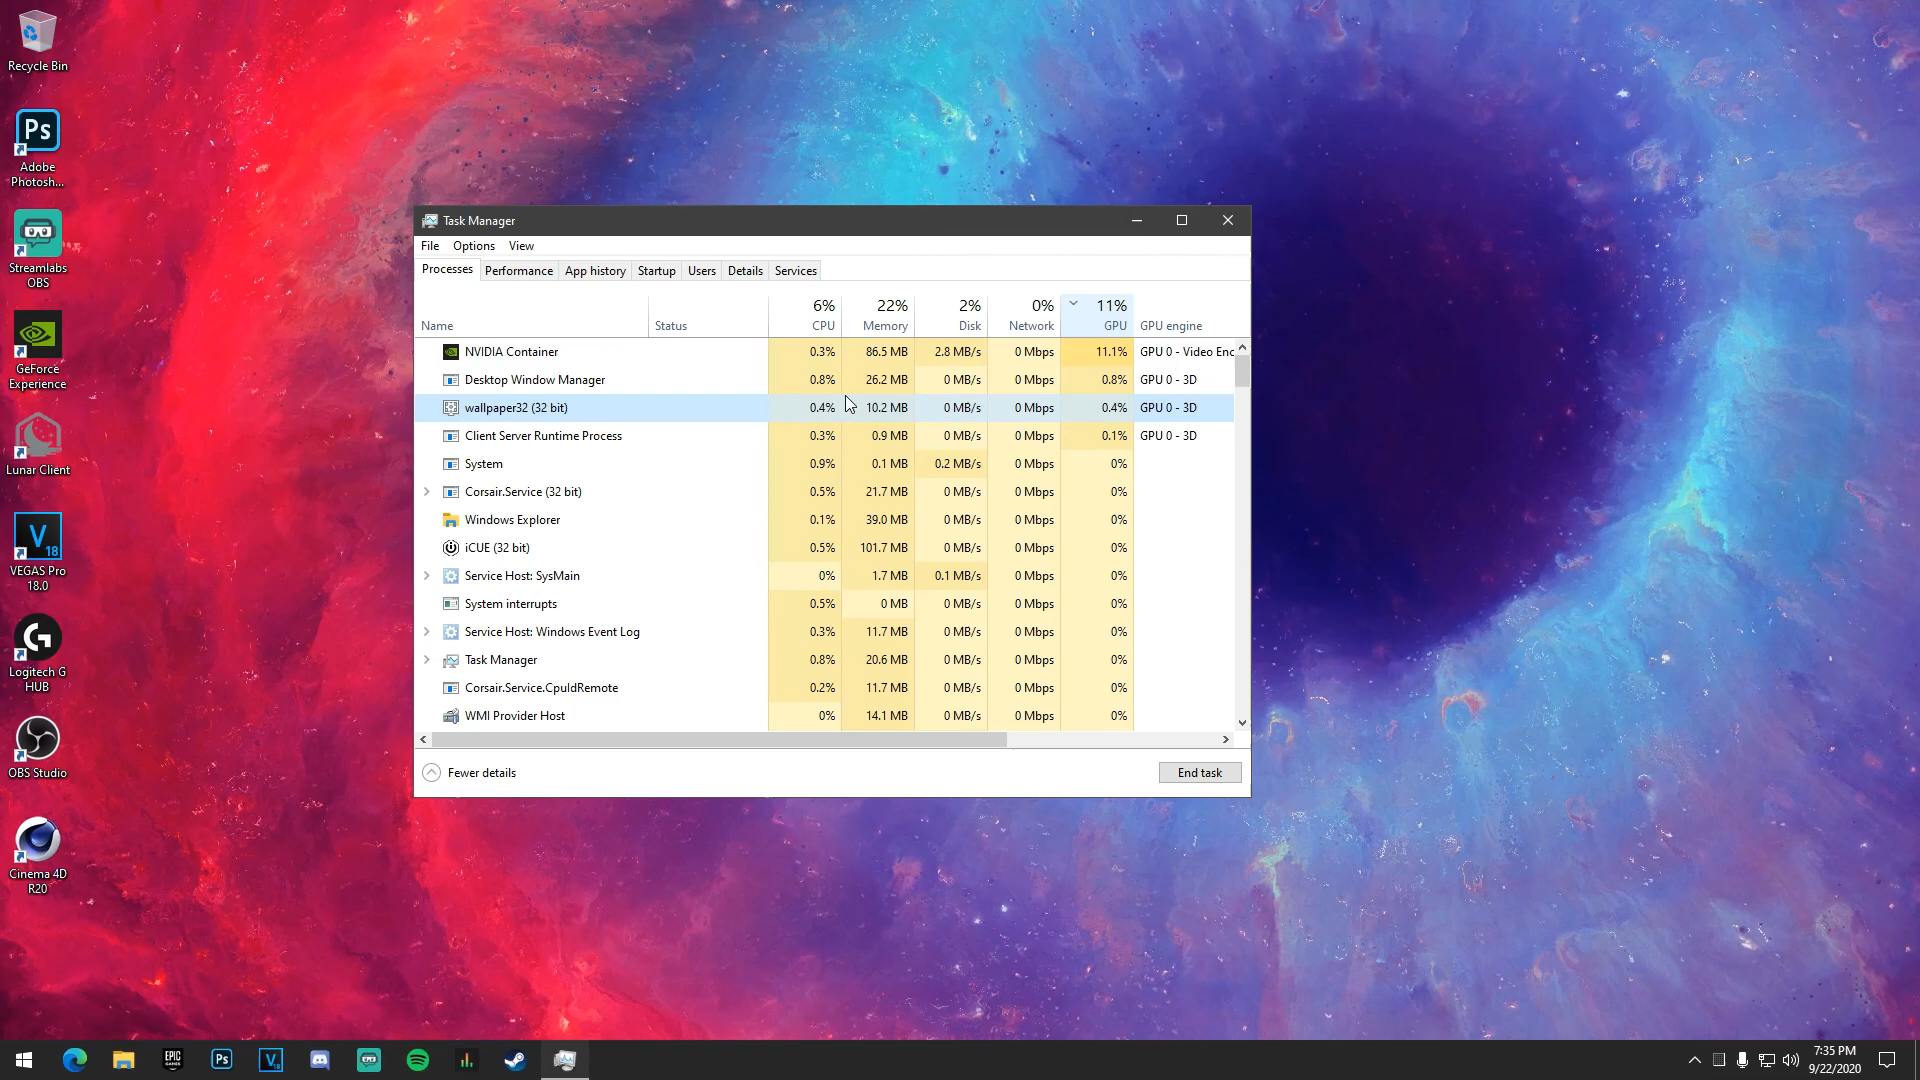 Recycle Bin
Adobe
Photosh...
Streamlabs
OBS
GeForce
Experience
Lunar Client
VEGAS Pro
18.0
Logitech G
HUB
OBS Studio
Cinema 4D
R20
Ps
V
18
Task Manager
File Options View
Processes Performance App history Startup Users Details Services
6% 22% 2% 0% 11%
Name Status CPU Memory Disk Network GPU GPU engine
NVIDIA Container 0.3% 86.5 MB 2.8 MB/s 0 Mbps 11.1% GPU 0 - Video Enc
Desktop Window Manager 0.8% 26.2 MB 0 MB/s 0 Mbps 0.8% GPU 0 - 3D
wallpaper32 (32 bit) 0.4% 10.2 MB 0 MB/s 0 Mbps 0.4% GPU 0 - 3D
Client Server Runtime Process 0.3% 0.9 MB 0 MB/s 0 Mbps 0.1% GPU 0 - 3D
System 0.9% 0.1 MB 0.2 MB/s 0 Mbps 0%
Corsair.Service (32 bit) 0.5% 21.7 MB 0 MB/s 0 Mbps 0%
Windows Explorer 0.1% 39.0 MB 0 MB/s 0 Mbps 0%
iCUE (32 bit) 0.5% 101.7 MB 0 MB/s 0 Mbps 0%
Service Host: SysMain 0% 1.7 MB 0.1 MB/s 0 Mbps 0%
System interrupts 0.5% 0 MB 0 MB/s 0 Mbps 0%
Service Host: Windows Event Log 0.3% 11.7 MB 0 MB/s 0 Mbps 0%
Task Manager 0.8% 20.6 MB 0 MB/s 0 Mbps 0%
Corsair.Service.CpuIdRemote 0.2% 11.7 MB 0 MB/s 0 Mbps 0%
WMI Provider Host 0% 14.1 MB 0 MB/s 0 Mbps 0%
Fewer details End task
EPIC
GAMES
Ps
V
18
7:35 PM
9/22/2020